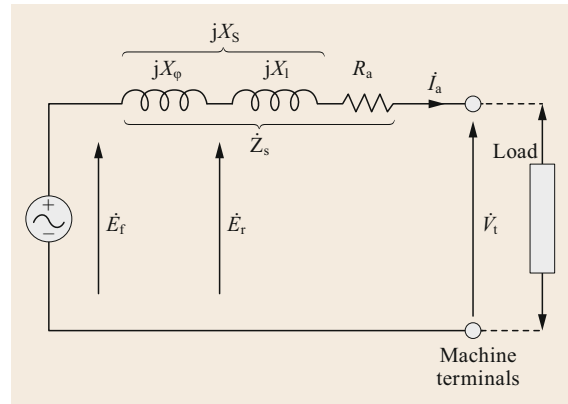 jX_S
jX_φ jX_l R_a İ_a
Ż_s
Load
+
−
Ė_f Ė_r V̇_t
Machine
terminals